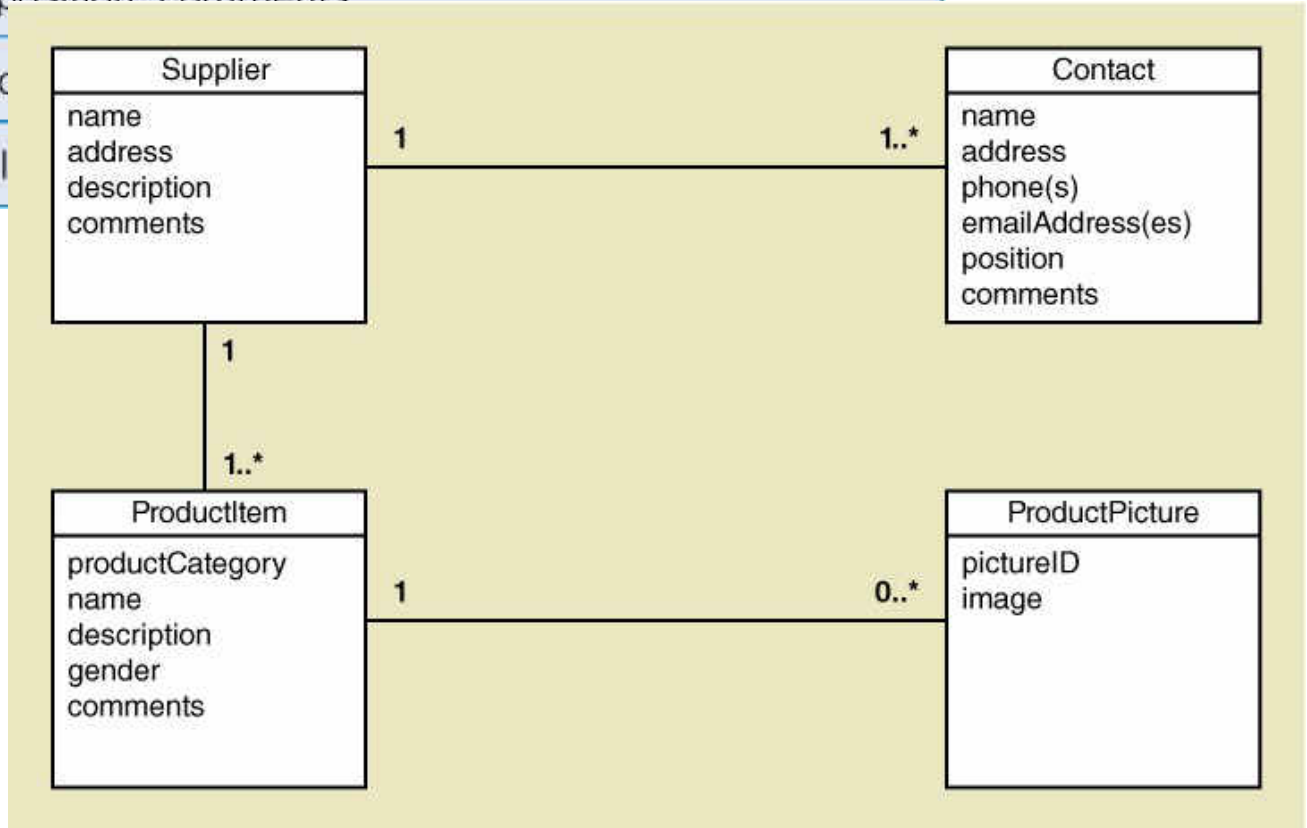 Supplier
name
address
description
comments
1
1..*
Contact
name
address
phone(s)
emailAddress(es)
position
comments
1
1..*
ProductItem
productCategory
name
description
gender
comments
1
0..*
ProductPicture
pictureID
image